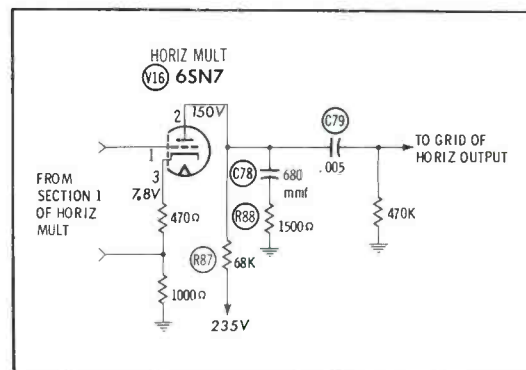 HORIZ MULT
V16 6SN7
2
150V
1
3
7.8V
FROM
SECTION 1
OF HORIZ
MULT
470Ω
1000Ω
C78
680
mmf
R88
1500Ω
R87
68K
235V
C79
.005
TO GRID OF
HORIZ OUTPUT
470K